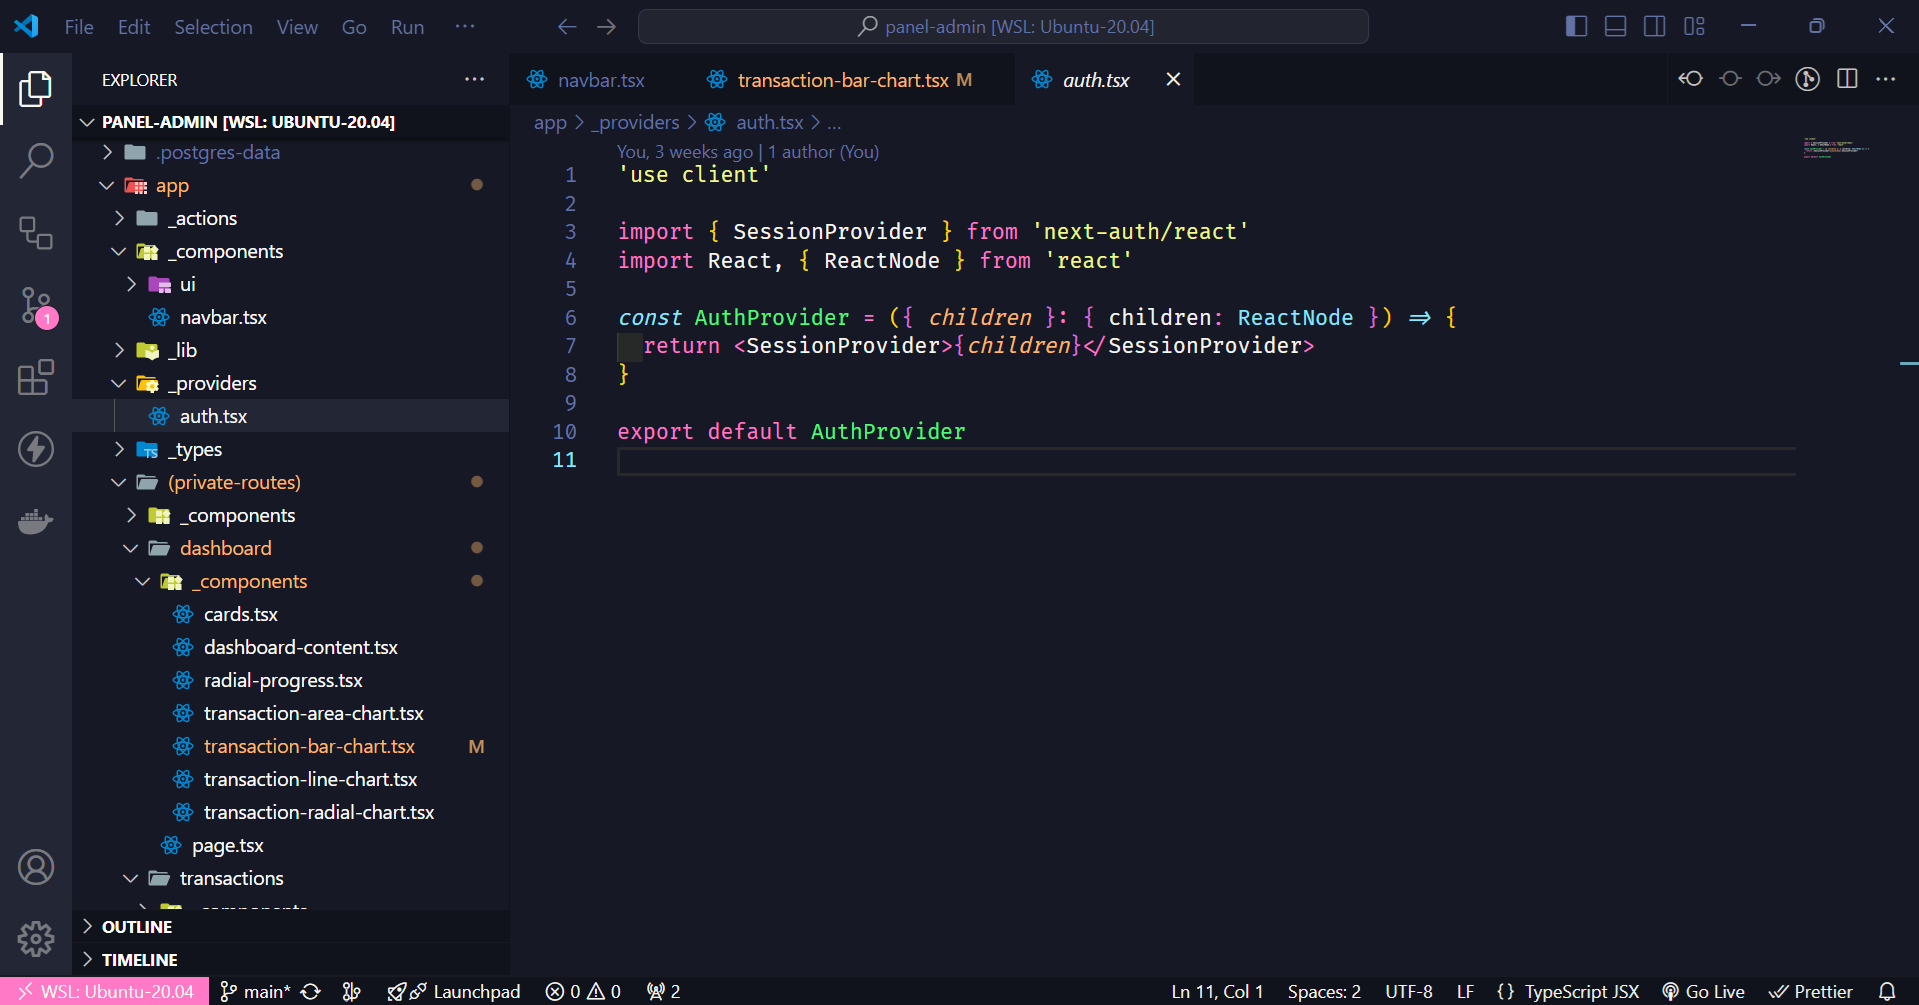 File Edit Selection View Go Run ··· panel-admin [WSL: Ubuntu-20.04]
EXPLORER ···
PANEL-ADMIN [WSL: UBUNTU-20.04]
.postgres-data
app
_actions
_components
ui
navbar.tsx
_lib
_providers
auth.tsx
_types
(private-routes)
_components
dashboard
_components
cards.tsx
dashboard-content.tsx
radial-progress.tsx
transaction-area-chart.tsx
transaction-bar-chart.tsx M
transaction-line-chart.tsx
transaction-radial-chart.tsx
page.tsx
transactions
OUTLINE
TIMELINE
1
navbar.tsx transaction-bar-chart.tsx M auth.tsx
app > _providers > auth.tsx > ...
You, 3 weeks ago | 1 author (You)
1 'use client'
2
3 import { SessionProvider } from 'next-auth/react'
4 import React, { ReactNode } from 'react'
5
6 const AuthProvider = ({ children }: { children: ReactNode }) => {
7 return <SessionProvider>{children}</SessionProvider>
8 }
9
10 export default AuthProvider
11
WSL: Ubuntu-20.04 main* Launchpad 0 0 2 Ln 11, Col 1 Spaces: 2 UTF-8 LF {} TypeScript JSX Go Live Prettier